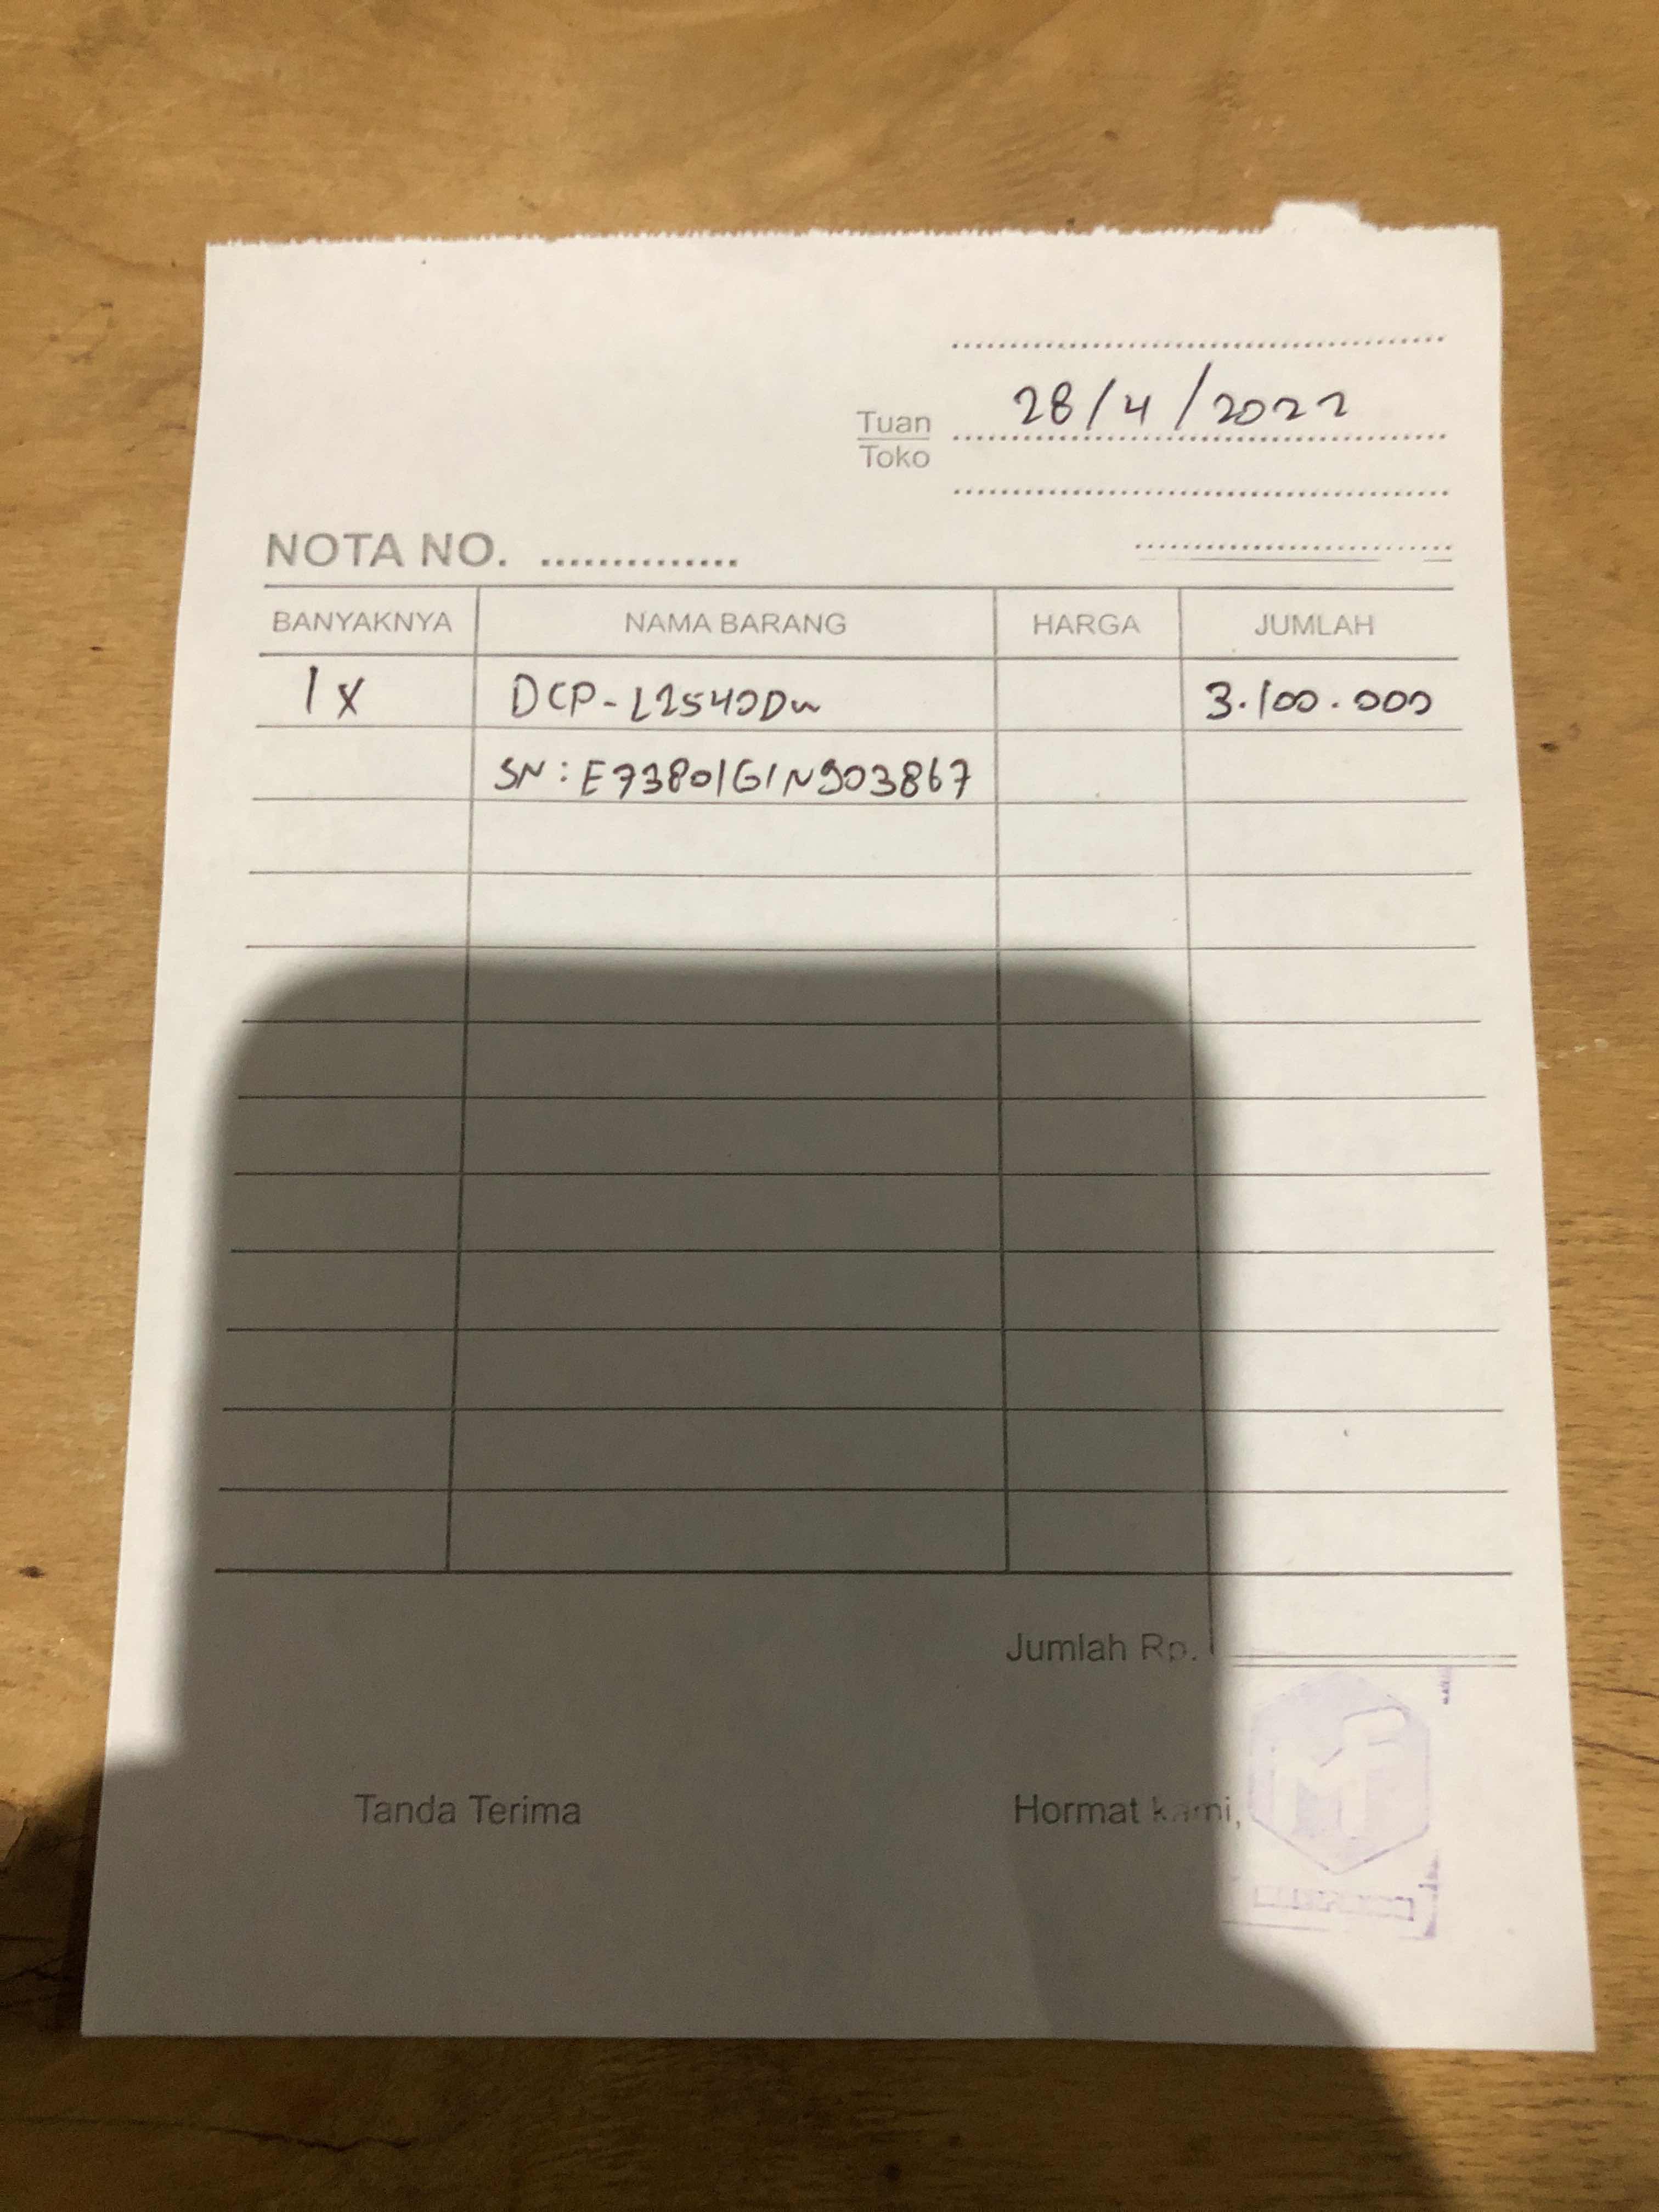 28/4/2022
Tuan
Toko
NOTA NO. ..............
BANYAKNYA NAMA BARANG HARGA JUMLAH
1x DCP-L2540Dw 3.100.000
SN: E73801G1N903867
Jumlah Rp.
Tanda Terima Hormat kami,